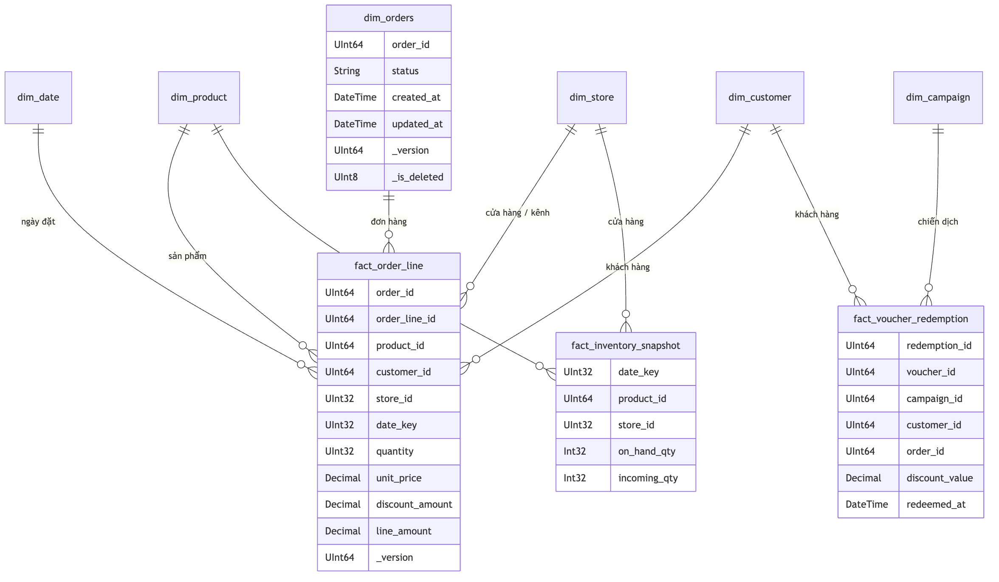 dim_orders
UInt64 order_id
String status
DateTime created_at
DateTime updated_at
UInt64 _version
UInt8 _is_deleted
dim_date
dim_product
dim_store
dim_customer
dim_campaign
ngày đặt
sản phẩm
đơn hàng
cửa hàng / kênh
cửa hàng
khách hàng
khách hàng
chiến dịch
fact_order_line
UInt64 order_id
UInt64 order_line_id
UInt64 product_id
UInt64 customer_id
UInt32 store_id
UInt32 date_key
UInt32 quantity
Decimal unit_price
Decimal discount_amount
Decimal line_amount
UInt64 _version
fact_inventory_snapshot
UInt32 date_key
UInt64 product_id
UInt32 store_id
Int32 on_hand_qty
Int32 incoming_qty
fact_voucher_redemption
UInt64 redemption_id
UInt64 voucher_id
UInt64 campaign_id
UInt64 customer_id
UInt64 order_id
Decimal discount_value
DateTime redeemed_at